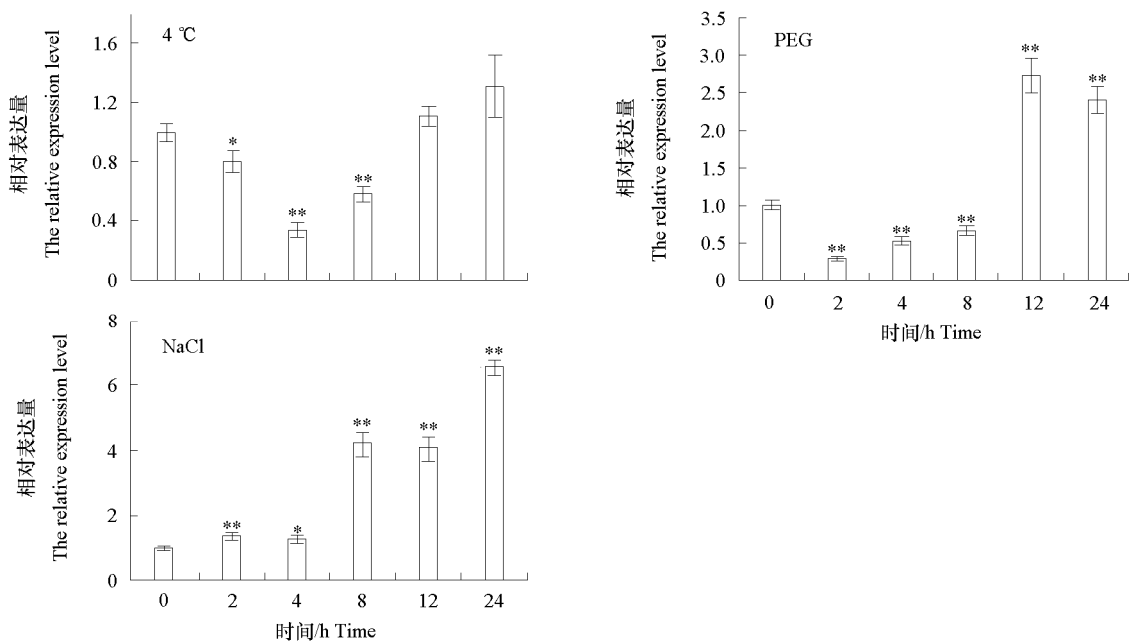 4 ℃
1.6
1.2
0.8
0.4
0
*
**
**
相对表达量
The relative expression level
PEG
3.5
3.0
2.5
2.0
1.5
1.0
0.5
0
**
**
**
**
**
0 2 4 8 12 24
时间/h Time
相对表达量
The relative expression level
NaCl
8
6
4
2
0
**
*
**
**
**
0 2 4 8 12 24
时间/h Time
相对表达量
The relative expression level